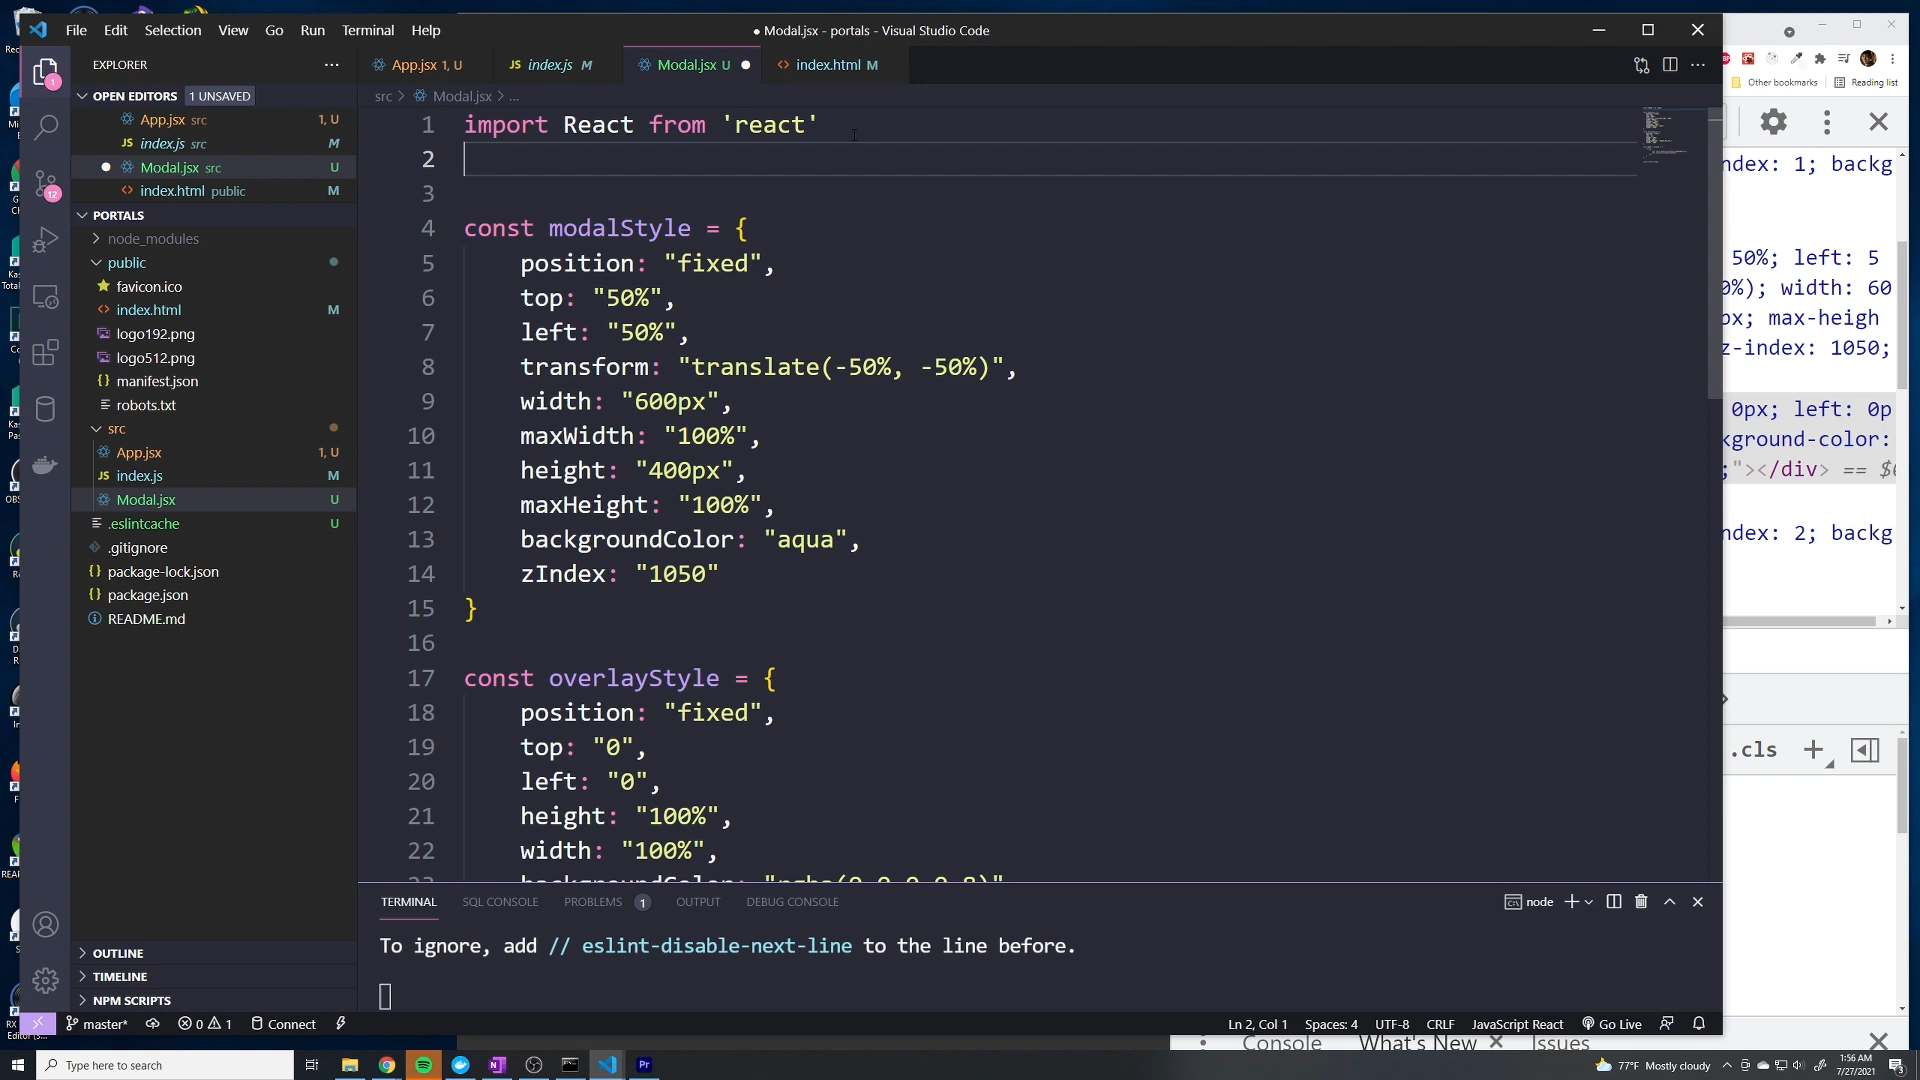 File Edit Selection View Go Run Terminal Help
● Modal.jsx - portals - Visual Studio Code
EXPLORER
App.jsx 1, U
JS index.js M
Modal.jsx U
index.html M
OPEN EDITORS 1 UNSAVED
App.jsx src 1, U
JS index.js src M
Modal.jsx src U
index.html public M
PORTALS
node_modules
public
favicon.ico
index.html M
logo192.png
logo512.png
manifest.json
robots.txt
src
App.jsx 1, U
JS index.js M
Modal.jsx U
.eslintcache U
.gitignore
package-lock.json
package.json
README.md
OUTLINE
TIMELINE
NPM SCRIPTS
1
12
src > Modal.jsx > ...
1 import React from 'react'
2
3
4 const modalStyle = {
5 position: "fixed",
6 top: "50%",
7 left: "50%",
8 transform: "translate(-50%, -50%)",
9 width: "600px",
10 maxWidth: "100%",
11 height: "400px",
12 maxHeight: "100%",
13 backgroundColor: "aqua",
14 zIndex: "1050"
15 }
16
17 const overlayStyle = {
18 position: "fixed",
19 top: "0",
20 left: "0",
21 height: "100%",
22 width: "100%",
TERMINAL SQL CONSOLE PROBLEMS 1 OUTPUT DEBUG CONSOLE
node
To ignore, add // eslint-disable-next-line to the line before.
master* 0 1 Connect
Ln 2, Col 1 Spaces: 4 UTF-8 CRLF JavaScript React Go Live
Other bookmarks Reading list
ndex: 1; backg
50%; left: 5
0%); width: 60
px; max-heigh
z-index: 1050;
0px; left: 0p
kground-color:
;"></div> ==
ndex: 2; backg
.cls
Console What's New Issues
Type here to search
Pr
77°F Mostly cloudy
1:56 AM
7/27/2021
3